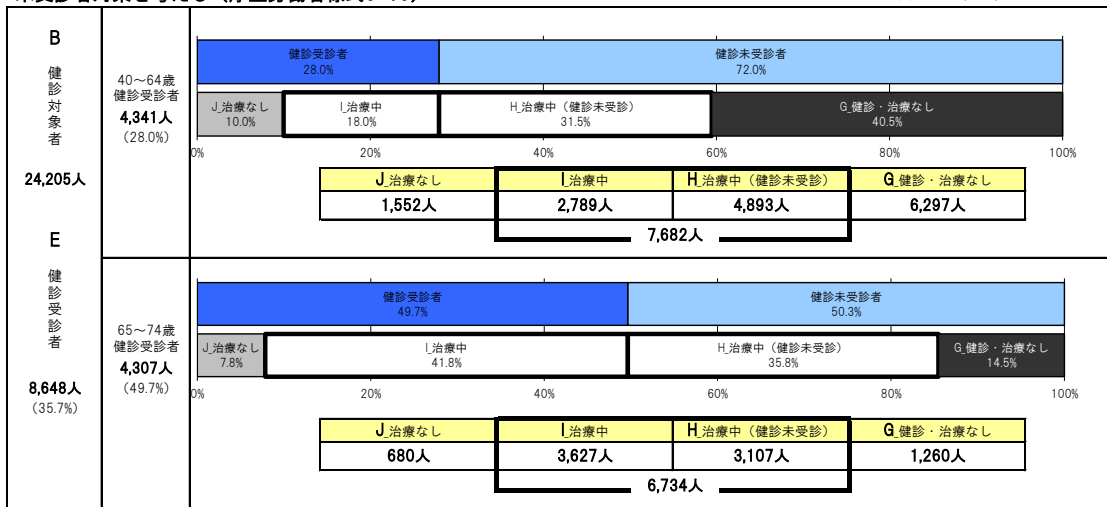 B
健診対象者
24,205人
E
健診受診者
8,648人
(35.7%)
40～64歳
健診受診者
4,341人
(28.0%)
健診受診者
28.0%
健診未受診者
72.0%
J_治療なし
10.0%
I_治療中
18.0%
H_治療中（健診未受診）
31.5%
G_健診・治療なし
40.5%
0% 20% 40% 60% 80% 100%
J_治療なし I_治療中 H_治療中（健診未受診） G_健診・治療なし
1,552人 2,789人 4,893人 6,297人
7,682人
65～74歳
健診受診者
4,307人
(49.7%)
健診受診者
49.7%
健診未受診者
50.3%
J_治療なし
7.8%
I_治療中
41.8%
H_治療中（健診未受診）
35.8%
G_健診・治療なし
14.5%
0% 20% 40% 60% 80% 100%
J_治療なし I_治療中 H_治療中（健診未受診） G_健診・治療なし
680人 3,627人 3,107人 1,260人
6,734人